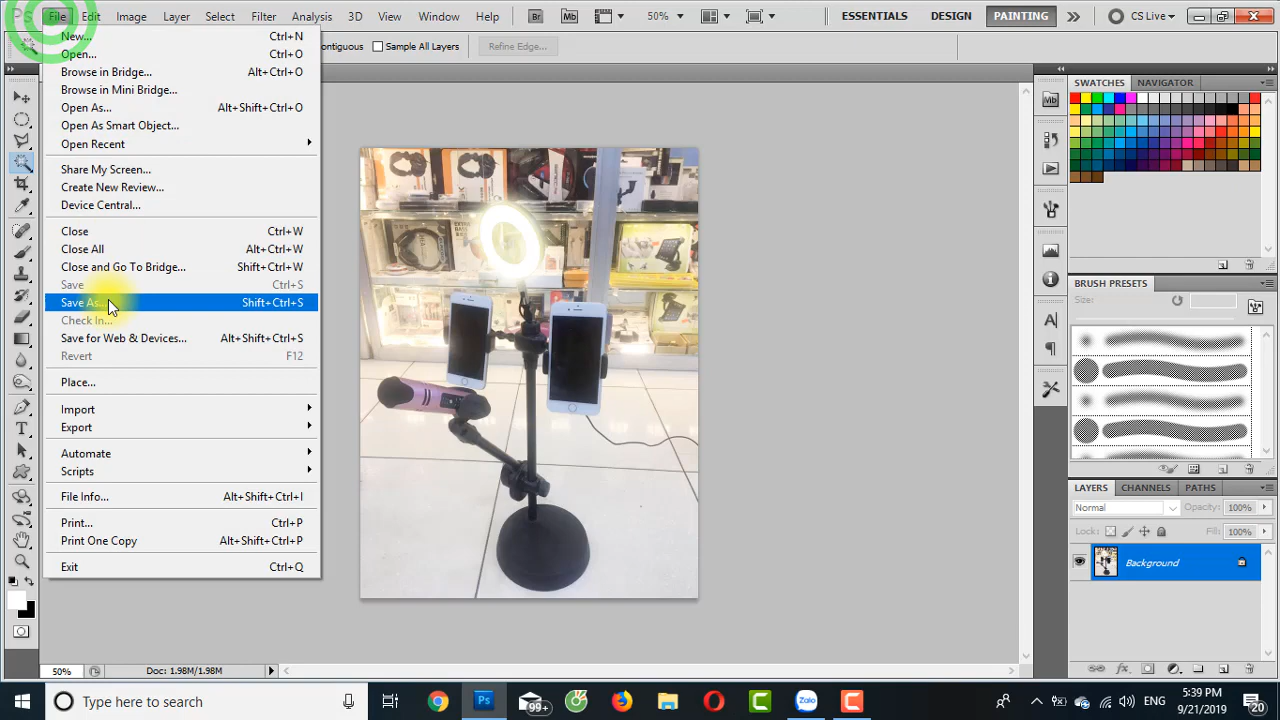 PS File Edit Image Layer Select Filter Analysis 3D View Window Help Br Mb 50% ESSENTIALS DESIGN PAINTING CS Live
Contiguous Sample All Layers Refine Edge...
New... Ctrl+N
Open... Ctrl+O
Browse in Bridge... Alt+Ctrl+O
Browse in Mini Bridge...
Open As... Alt+Shift+Ctrl+O
Open As Smart Object...
Open Recent
Share My Screen...
Create New Review...
Device Central...
Close Ctrl+W
Close All Alt+Ctrl+W
Close and Go To Bridge... Shift+Ctrl+W
Save Ctrl+S
Save As... Shift+Ctrl+S
Check In...
Save for Web & Devices... Alt+Shift+Ctrl+S
Revert F12
Place...
Import
Export
Automate
Scripts
File Info... Alt+Shift+Ctrl+I
Print... Ctrl+P
Print One Copy Alt+Shift+Ctrl+P
Exit Ctrl+Q
SWATCHES NAVIGATOR
Mb
BRUSH PRESETS
Size:
LAYERS CHANNELS PATHS
Normal Opacity: 100%
Lock: Fill: 100%
Background
50% Doc: 1.98M/1.98M
Type here to search
Ps
99+
Zalo
ENG
5:39 PM
9/21/2019
20